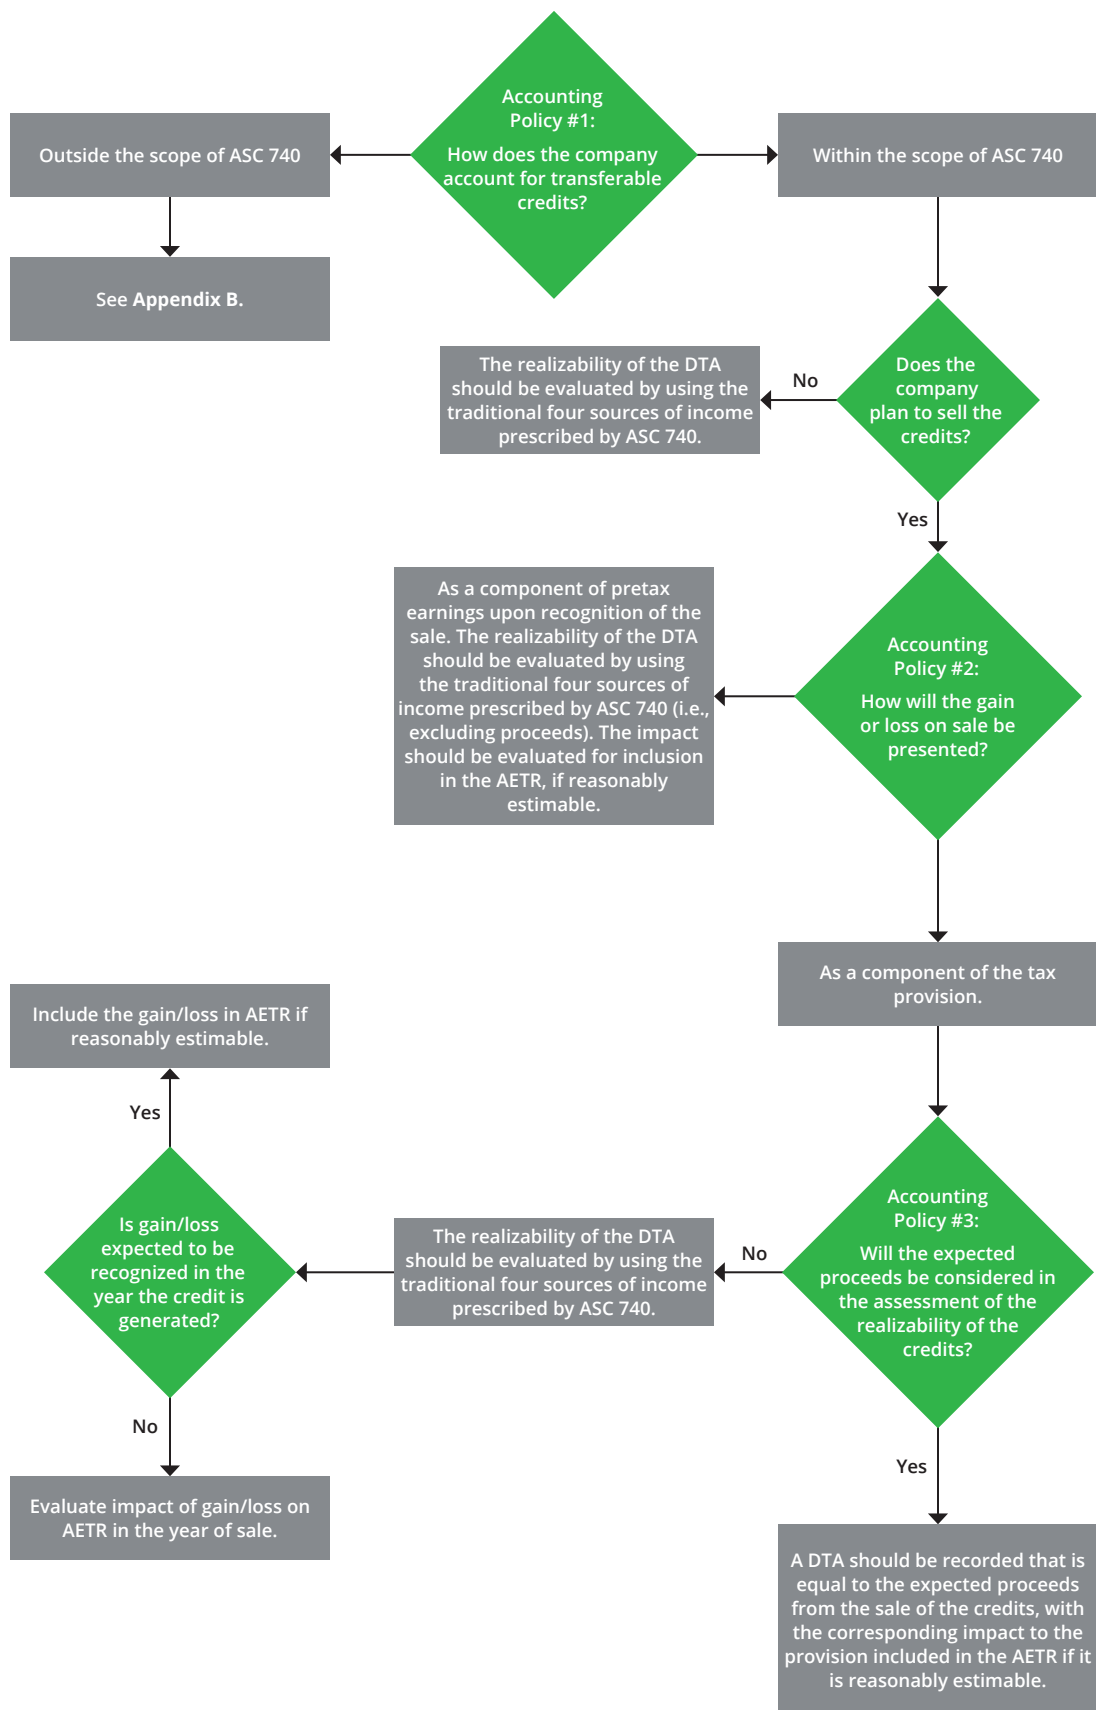 Accounting
Policy #1:
How does the company
account for transferable
credits?
Outside the scope of ASC 740
Within the scope of ASC 740
See Appendix B.
Does the
company
plan to sell the
credits?
No
The realizability of the DTA
should be evaluated by using the
traditional four sources of income
prescribed by ASC 740.
Yes
Accounting
Policy #2:
How will the gain
or loss on sale be
presented?
As a component of pretax
earnings upon recognition of the
sale. The realizability of the DTA
should be evaluated by using
the traditional four sources of
income prescribed by ASC 740 (i.e.,
excluding proceeds). The impact
should be evaluated for inclusion
in the AETR, if reasonably
estimable.
As a component of the tax
provision.
Accounting
Policy #3:
Will the expected
proceeds be considered in
the assessment of the
realizability of the
credits?
No
The realizability of the DTA
should be evaluated by using the
traditional four sources of income
prescribed by ASC 740.
Is gain/loss
expected to be
recognized in the
year the credit is
generated?
Yes
Include the gain/loss in AETR if
reasonably estimable.
No
Evaluate impact of gain/loss on
AETR in the year of sale.
Yes
A DTA should be recorded that is
equal to the expected proceeds
from the sale of the credits, with
the corresponding impact to the
provision included in the AETR if it
is reasonably estimable.